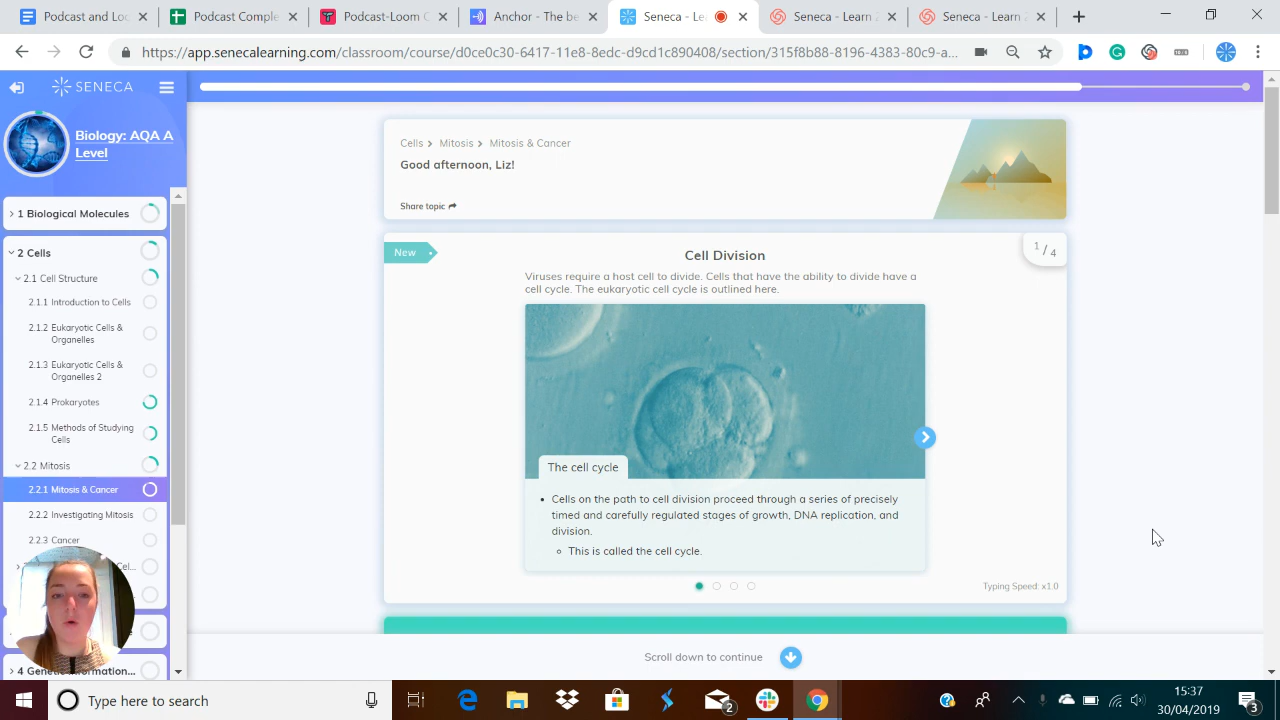 Podcast and Loc
Podcast Comple
Podcast-Loom C
Anchor - The be
Seneca - Le
Seneca - Learn
Seneca - Learn
https://app.senecalearning.com/classroom/course/d0ce0c30-6417-11e8-8edc-d9cd1c890408/section/315f8b88-8196-4383-80c9-a...
SENECA
Biology: AQA A
Level
1 Biological Molecules
2 Cells
2.1 Cell Structure
2.1.1 Introduction to Cells
2.1.2 Eukaryotic Cells &
Organelles
2.1.3 Eukaryotic Cells &
Organelles 2
2.1.4 Prokaryotes
2.1.5 Methods of Studying
Cells
2.2 Mitosis
2.2.1 Mitosis & Cancer
2.2.2 Investigating Mitosis
2.2.3 Cancer
Cel...
4 Genetic Information...
Cells > Mitosis > Mitosis & Cancer
Good afternoon, Liz!
Share topic
New
Cell Division
1 / 4
Viruses require a host cell to divide. Cells that have the ability to divide have a
cell cycle. The eukaryotic cell cycle is outlined here.
The cell cycle
• Cells on the path to cell division proceed through a series of precisely
timed and carefully regulated stages of growth, DNA replication, and
division.
This is called the cell cycle.
Typing Speed: x1.0
Scroll down to continue
Type here to search
2
15:37
30/04/2019
3